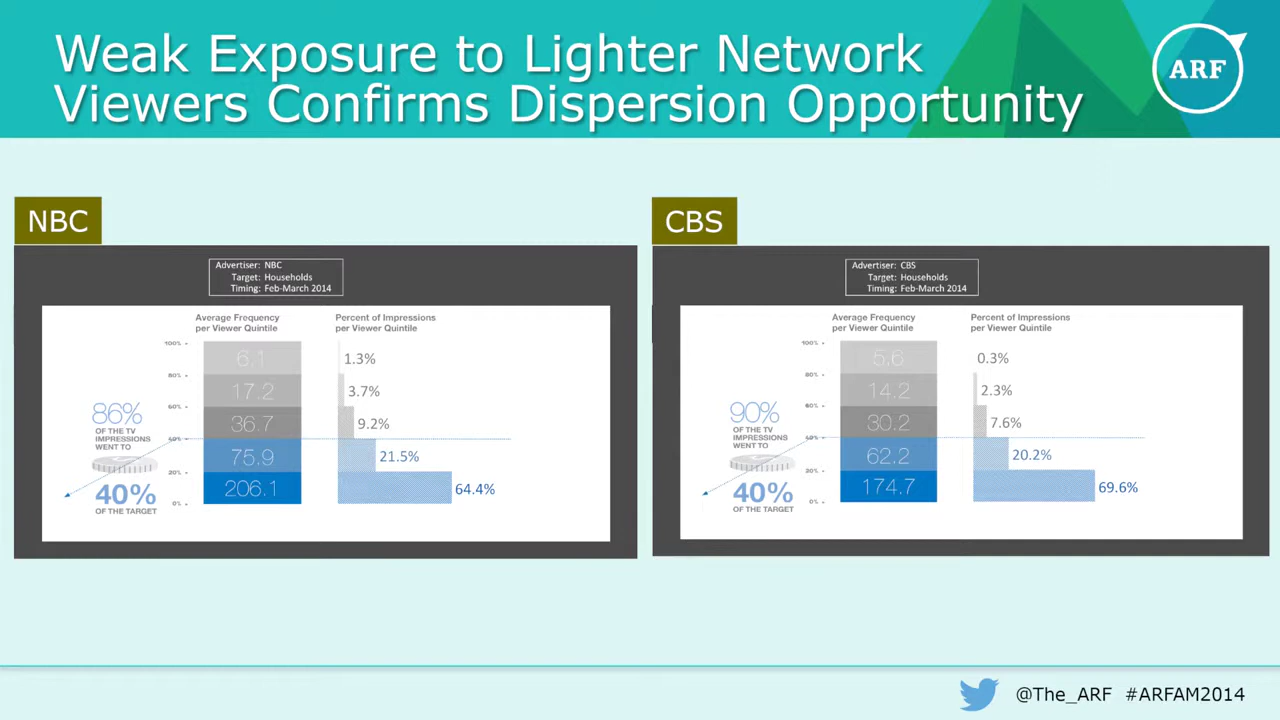 Weak Exposure to Lighter Network
Viewers Confirms Dispersion Opportunity
ARF
NBC
Advertiser: NBC
Target: Households
Timing: Feb-March 2014
Average Frequency
per Viewer Quintile
Percent of Impressions
per Viewer Quintile
100%
80%
60%
40%
20%
0%
6.1
17.2
36.7
75.9
206.1
1.3%
3.7%
9.2%
21.5%
64.4%
86%
OF THE TV
IMPRESSIONS
WENT TO
40%
OF THE TARGET
CBS
Advertiser: CBS
Target: Households
Timing: Feb-March 2014
Average Frequency
per Viewer Quintile
Percent of Impressions
per Viewer Quintile
100%
80%
60%
40%
20%
0%
5.6
14.2
30.2
62.2
174.7
0.3%
2.3%
7.6%
20.2%
69.6%
90%
OF THE TV
IMPRESSIONS
WENT TO
40%
OF THE TARGET
@The_ARF #ARFAM2014